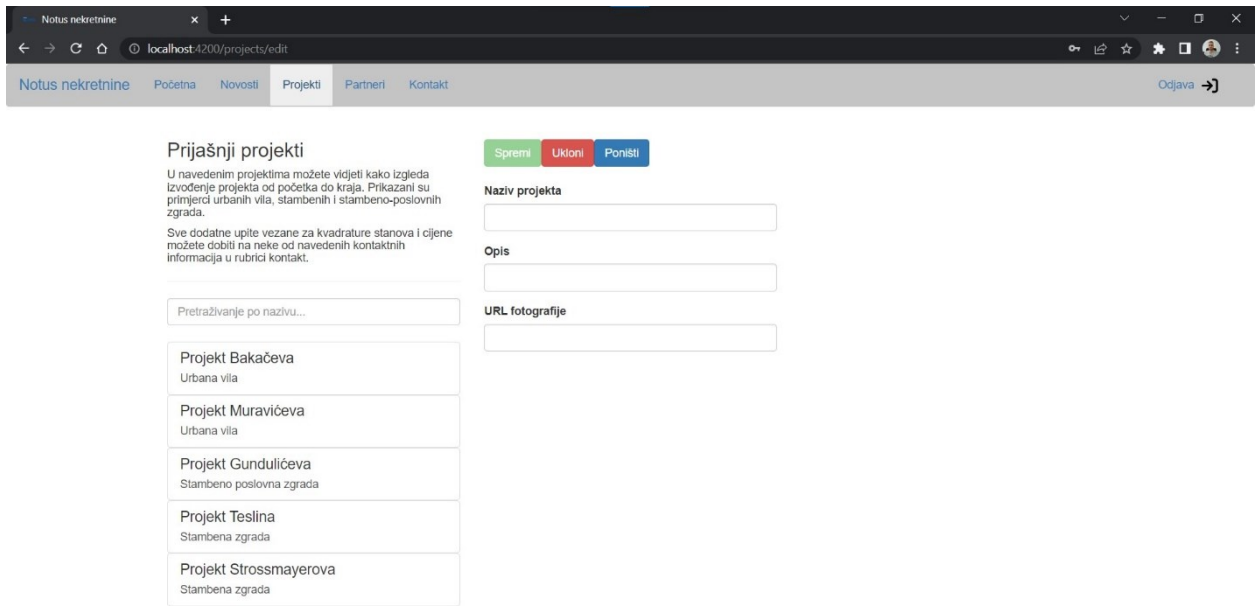 Notus nekretnine
localhost:4200/projects/edit
Notus nekretnine Početna Novosti Projekti Partneri Kontakt Odjava
Prijašnji projekti
U navedenim projektima možete vidjeti kako izgleda
izvođenje projekta od početka do kraja. Prikazani su
primjerci urbanih vila, stambenih i stambeno-poslovnih
zgrada.
Sve dodatne upite vezane za kvadrature stanova i cijene
možete dobiti na neke od navedenih kontaktnih
informacija u rubrici kontakt.
Pretraživanje po nazivu...
Projekt Bakačeva
Urbana vila
Projekt Muravićeva
Urbana vila
Projekt Gundulićeva
Stambeno poslovna zgrada
Projekt Teslina
Stambena zgrada
Projekt Strossmayerova
Stambena zgrada
Spremi Ukloni Poništi
Naziv projekta
Opis
URL fotografije